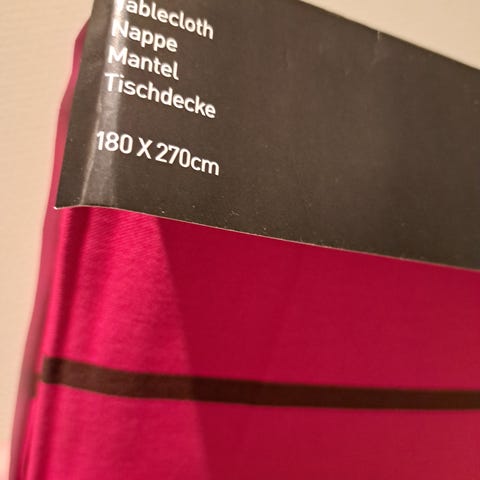 Tablecloth
Nappe
Mantel
Tischdecke
180 X 270cm